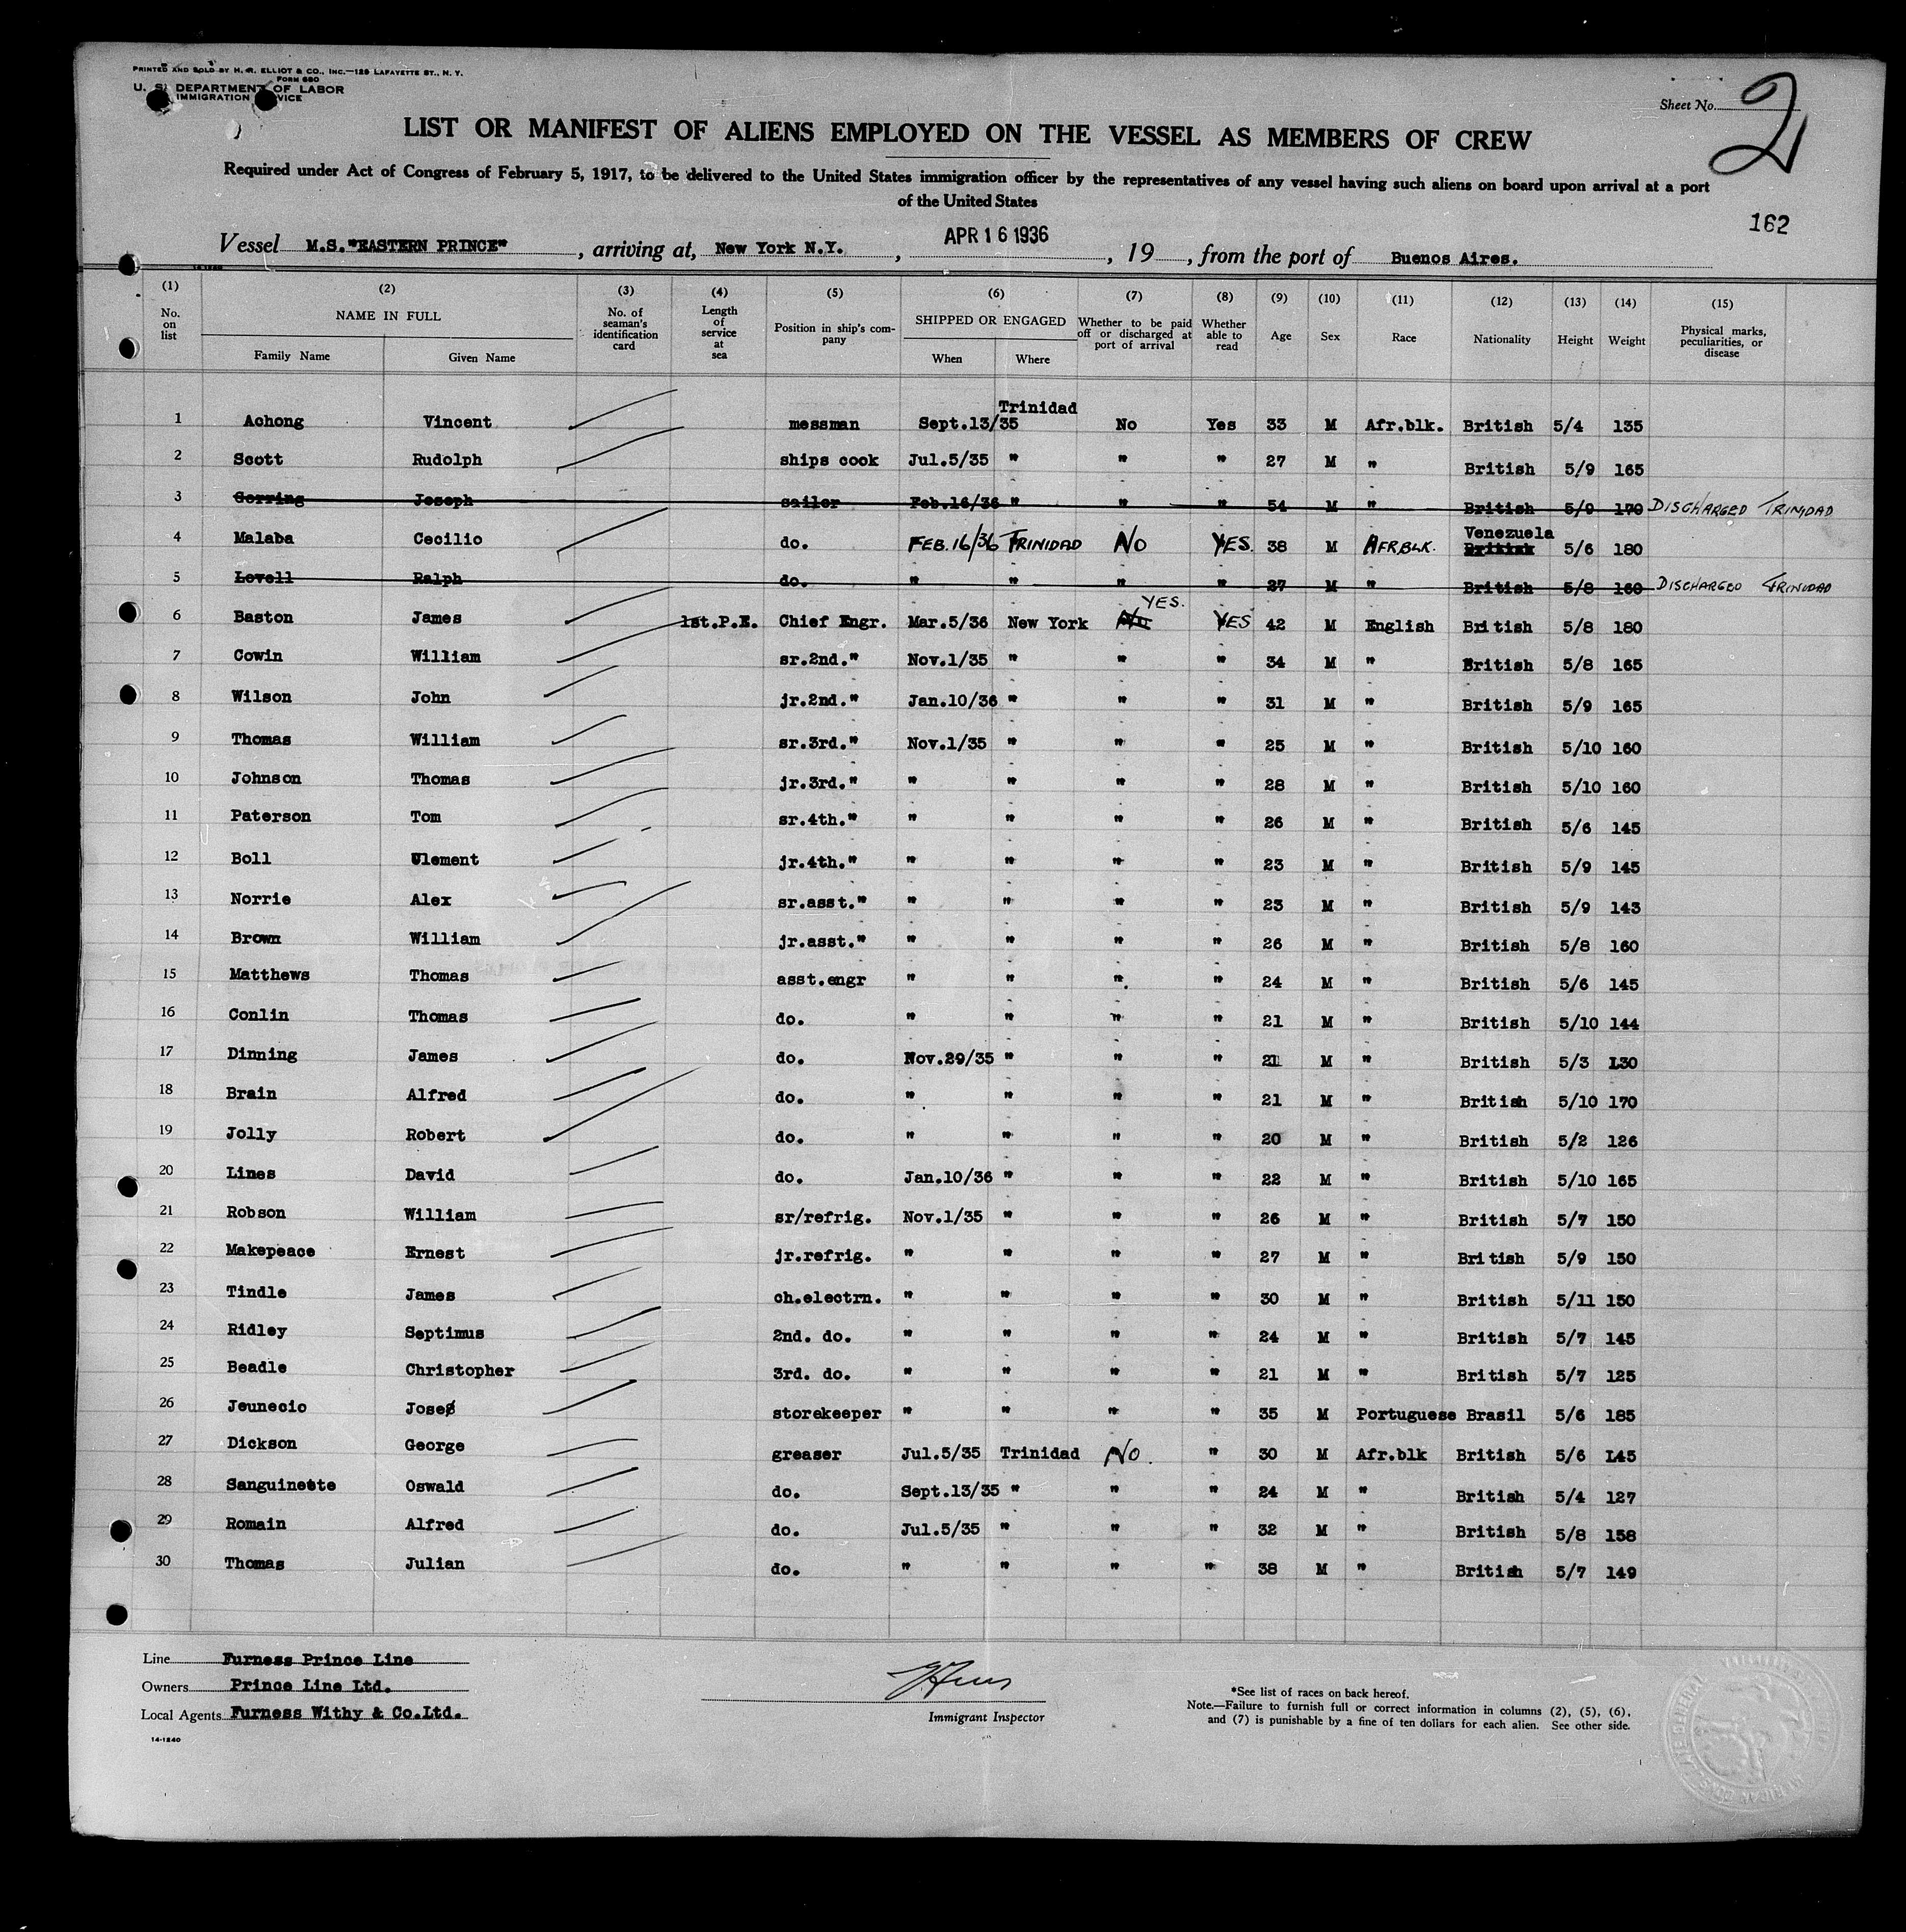 PRINTED AND SOLD BY H. R. ELLIOT & CO., INC.—129 LAFAYETTE ST., N. Y.
FORM 680
U. S. DEPARTMENT OF LABOR
IMMIGRATION SERVICE
Sheet No. 2
LIST OR MANIFEST OF ALIENS EMPLOYED ON THE VESSEL AS MEMBERS OF CREW
Required under Act of Congress of February 5, 1917, to be delivered to the United States immigration officer by the representatives of any vessel having such aliens on board upon arrival at a port
of the United States
162
Vessel M.S."EASTERN PRINCE", arriving at, New York N.Y., APR 16 1936, 19, from the port of Buenos Aires.
14-1240
(1) (2) (3) (4) (5) (6) (7) (8) (9) (10) (11) (12) (13) (14) (15)
No. on list NAME IN FULL Family Name Given Name No. of seaman's identification card Length of service at sea Position in ship's company SHIPPED OR ENGAGED When Where Whether to be paid off or discharged at port of arrival Whether able to read Age Sex Race Nationality Height Weight Physical marks, peculiarities, or disease
1 Achong Vincent messman Sept.13/35 Trinidad No Yes 33 M Afr.blk. British 5/4 135
2 Scott Rudolph ships cook Jul.5/35 " " " 27 M " British 5/9 165
3 Gorring Joseph sailor Feb.16/36 " " " 54 M " British 5/9 170 DISCHARGED TRINIDAD
4 Malaba Cecilio do. FEB.16/36 TRINIDAD NO YES. 38 M AFR BLK. Venezuela British 5/6 180
5 Lovell Ralph do. " " " " 27 M " British 5/8 160 DISCHARGED TRINIDAD
6 Baston James 1st.P.E. Chief Engr. Mar.5/36 New York No YES. YES 42 M English British 5/8 180
7 Cowin William sr.2nd." Nov.1/35 " " " 34 M " British 5/8 165
8 Wilson John jr.2nd." Jan.10/36 " " " 31 M " British 5/9 165
9 Thomas William sr.3rd." Nov.1/35 " " " 25 M " British 5/10 160
10 Johnson Thomas jr.3rd." " " " " 28 M " British 5/10 160
11 Paterson Tom sr.4th." " " " " 26 M " British 5/6 145
12 Boll Clement jr.4th." " " " " 23 M " British 5/9 145
13 Norrie Alex sr.asst." " " " " 23 M " British 5/9 143
14 Brown William jr.asst." " " " " 26 M " British 5/8 160
15 Matthews Thomas asst.engr " " " " 24 M " British 5/6 145
16 Conlin Thomas do. " " " " 21 M " British 5/10 144
17 Dinning James do. Nov.29/35 " " " 21 M " British 5/3 130
18 Brain Alfred do. " " " " 21 M " British 5/10 170
19 Jolly Robert do. " " " " 20 M " British 5/2 126
20 Lines David do. Jan.10/36 " " " 22 M " British 5/10 165
21 Robson William sr/refrig. Nov.1/35 " " " 26 M " British 5/7 150
22 Makepeace Ernest jr.refrig. " " " " 27 M " British 5/9 150
23 Tindle James ch.electrn. " " " " 30 M " British 5/11 150
24 Ridley Septimus 2nd. do. " " " " 24 M " British 5/7 145
25 Beadle Christopher 3rd. do. " " " " 21 M " British 5/7 125
26 Jeunecio Jose storekeeper " " " " 35 M Portuguese Brasil 5/6 185
27 Dickson George greaser Jul.5/35 Trinidad No. " 30 M Afr.blk British 5/6 145
28 Sanguinette Oswald do. Sept.13/35 " " " 24 M " British 5/4 127
29 Romain Alfred do. Jul.5/35 " " " 32 M " British 5/8 158
30 Thomas Julian do. " " " " 38 M " British 5/7 149
Line Furness Prince Line
Owners Prince Line Ltd.
Local Agents Furness Withy & Co.Ltd.
14-1240
Immigrant Inspector
*See list of races on back hereof.
Note.—Failure to furnish full or correct information in columns (2), (5), (6),
and (7) is punishable by a fine of ten dollars for each alien. See other side.